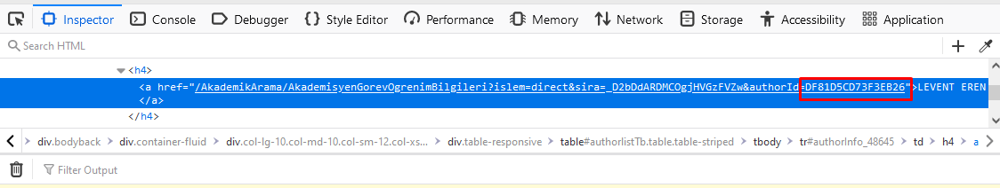 Inspector Console Debugger Style Editor Performance Memory Network Storage Accessibility Application
Search HTML
<h4>
<a href="/AkademikArama/AkademisyenGorevOgrenimBilgileri?islem=direct&sira=_D2bDdARDMCOgjHVGzFVZw&authorId=DF81D5CD73F3EB26">LEVENT EREN
</a>
</h4>
div.bodyback div.container-fluid div.col-lg-10.col-md-10.col-sm-12.col-xs... div.table-responsive table#authorlistTb.table.table-striped tbody tr#authorInfo_48645 td h4 a
Filter Output